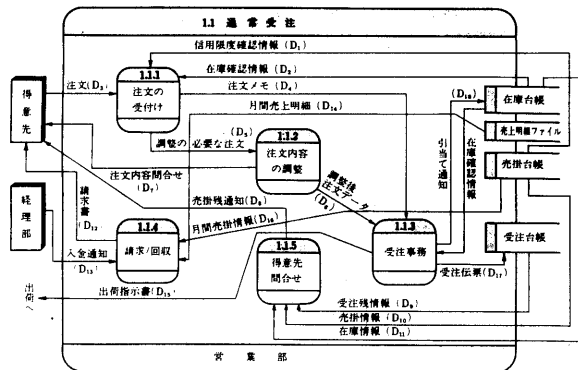 1.1 通常受注
信用限度確認情報(D₁)
在庫確認情報(D₂)
注文(D₃)
1.1.1
注文の
受付け
注文メモ(D₄)
月間売上明細(D₁₄)
(D₁₈)
得意先
在庫台帳
売上明細ファイル
売掛台帳
受注台帳
(D₅)
調整の必要な注文
1.1.2
注文内容
の調整
注文内容問合せ
(D₇)
調整後
注文データ
(D₆)
引当て通知
在庫確認情報
請求書
(D₁₂)
売掛残通知(D₈)
経理部
1.1.4
請求/回収
月間売掛情報(D₁₆)
1.1.5
得意先
問合せ
1.1.3
受注事務
入金通知
(D₁₃)
受注伝票(D₁₇)
出荷へ
出荷指示書(D₁₅)
受注残情報(D₉)
売掛情報(D₁₀)
在庫情報(D₁₁)
営業部